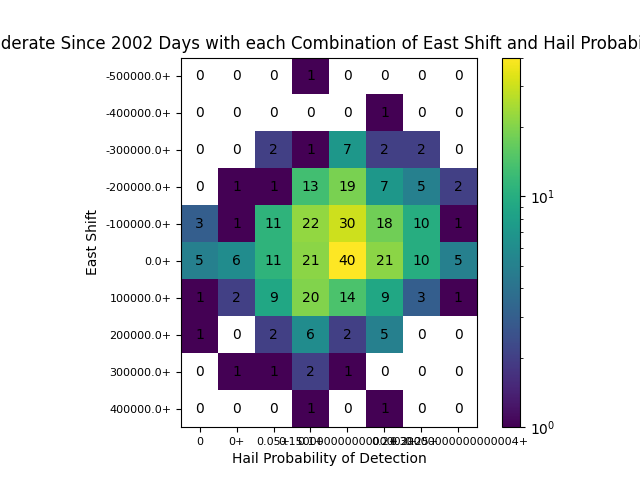 derate Since 2002 Days with each Combination of East Shift and Hail Probabi
-500000.0+ 0 0 0 1 0 0 0 0
-400000.0+ 0 0 0 0 0 1 0 0
-300000.0+ 0 0 2 1 7 2 2 0
-200000.0+ 0 1 1 13 19 7 5 2
-100000.0+ 3 1 11 22 30 18 10 1
0.0+ 5 6 11 21 40 21 10 5
100000.0+ 1 2 9 20 14 9 3 1
200000.0+ 1 0 2 6 2 5 0 0
300000.0+ 0 1 1 2 1 0 0 0
400000.0+ 0 0 0 1 0 1 0 0
0 0+
Hail Probability of Detection
East Shift
10¹
10⁰